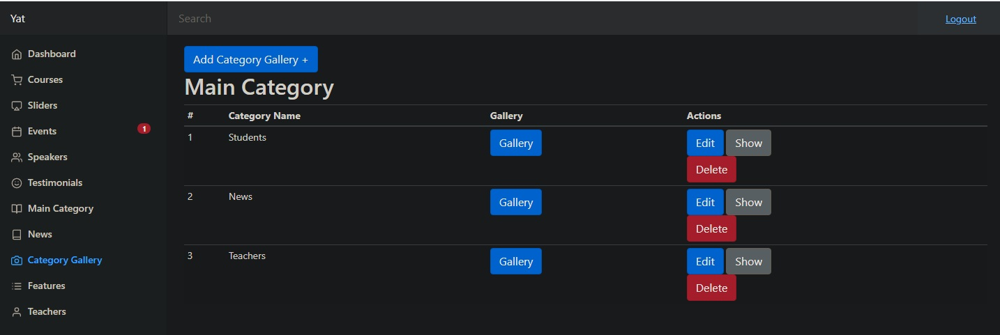 Yat
Search
Logout
Dashboard
Courses
Sliders
Events 1
Speakers
Testimonials
Main Category
News
Category Gallery
Features
Teachers
Add Category Gallery +
Main Category
# Category Name Gallery Actions
1 Students Gallery Edit Show
Delete
2 News Gallery Edit Show
Delete
3 Teachers Gallery Edit Show
Delete